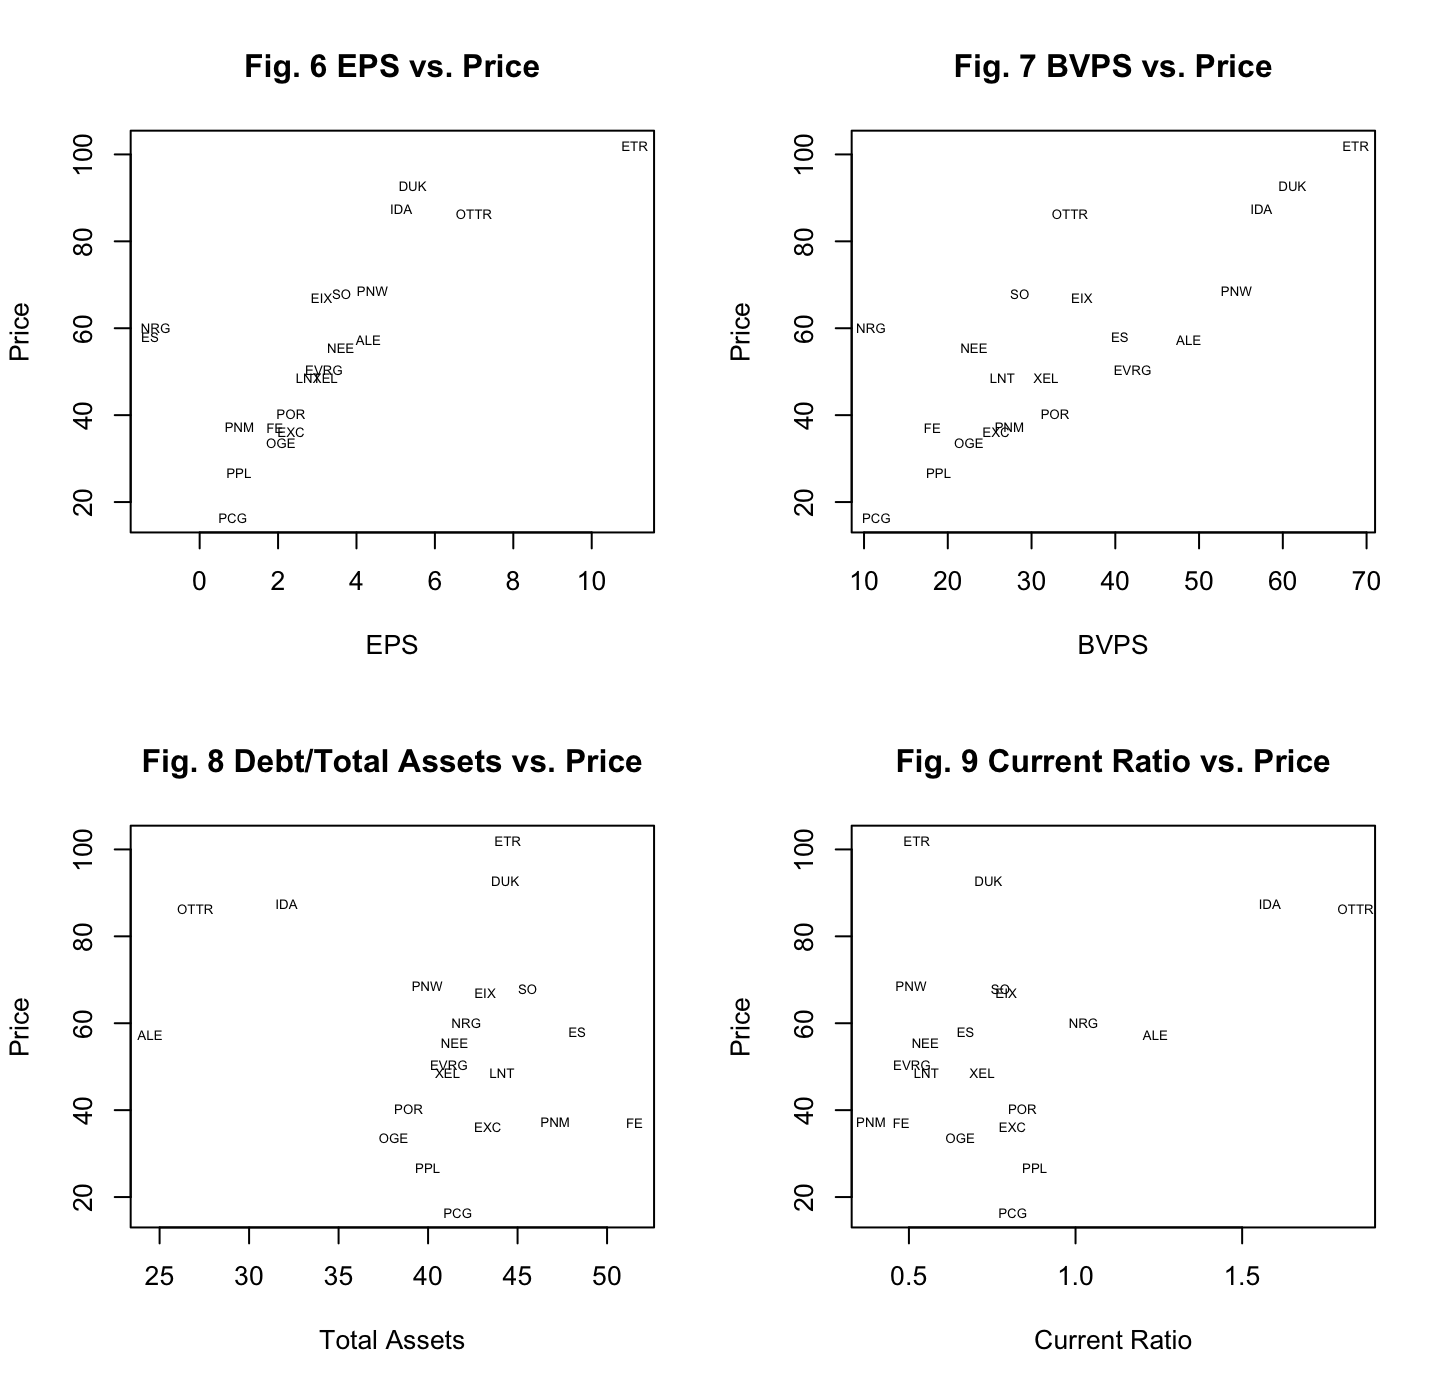 Fig. 6 EPS vs. Price
Price
100
80
60
40
20
ETR
DUK
IDA
OTTR
EIX
SO
PNW
NRG
ES
ALE
NEE
EVRG
LNT
XEL
POR
PNM
FE
EXC
OGE
PPL
PCG
0 2 4 6 8 10
EPS
Fig. 7 BVPS vs. Price
Price
100
80
60
40
20
ETR
DUK
IDA
OTTR
PNW
SO
EIX
NRG
ES
ALE
NEE
EVRG
LNT
XEL
POR
FE
PNM
EXC
OGE
PPL
PCG
10 20 30 40 50 60 70
BVPS
Fig. 8 Debt/Total Assets vs. Price
Price
100
80
60
40
20
ETR
DUK
IDA
OTTR
PNW
SO
EIX
NRG
ES
ALE
NEE
EVRG
XEL
LNT
POR
PNM
FE
EXC
OGE
PPL
PCG
25 30 35 40 45 50
Total Assets
Fig. 9 Current Ratio vs. Price
Price
100
80
60
40
20
ETR
DUK
IDA
OTTR
PNW
SO
EIX
NRG
ES
ALE
NEE
EVRG
LNT
XEL
POR
PNM
FE
EXC
OGE
PPL
PCG
0.5 1.0 1.5
Current Ratio